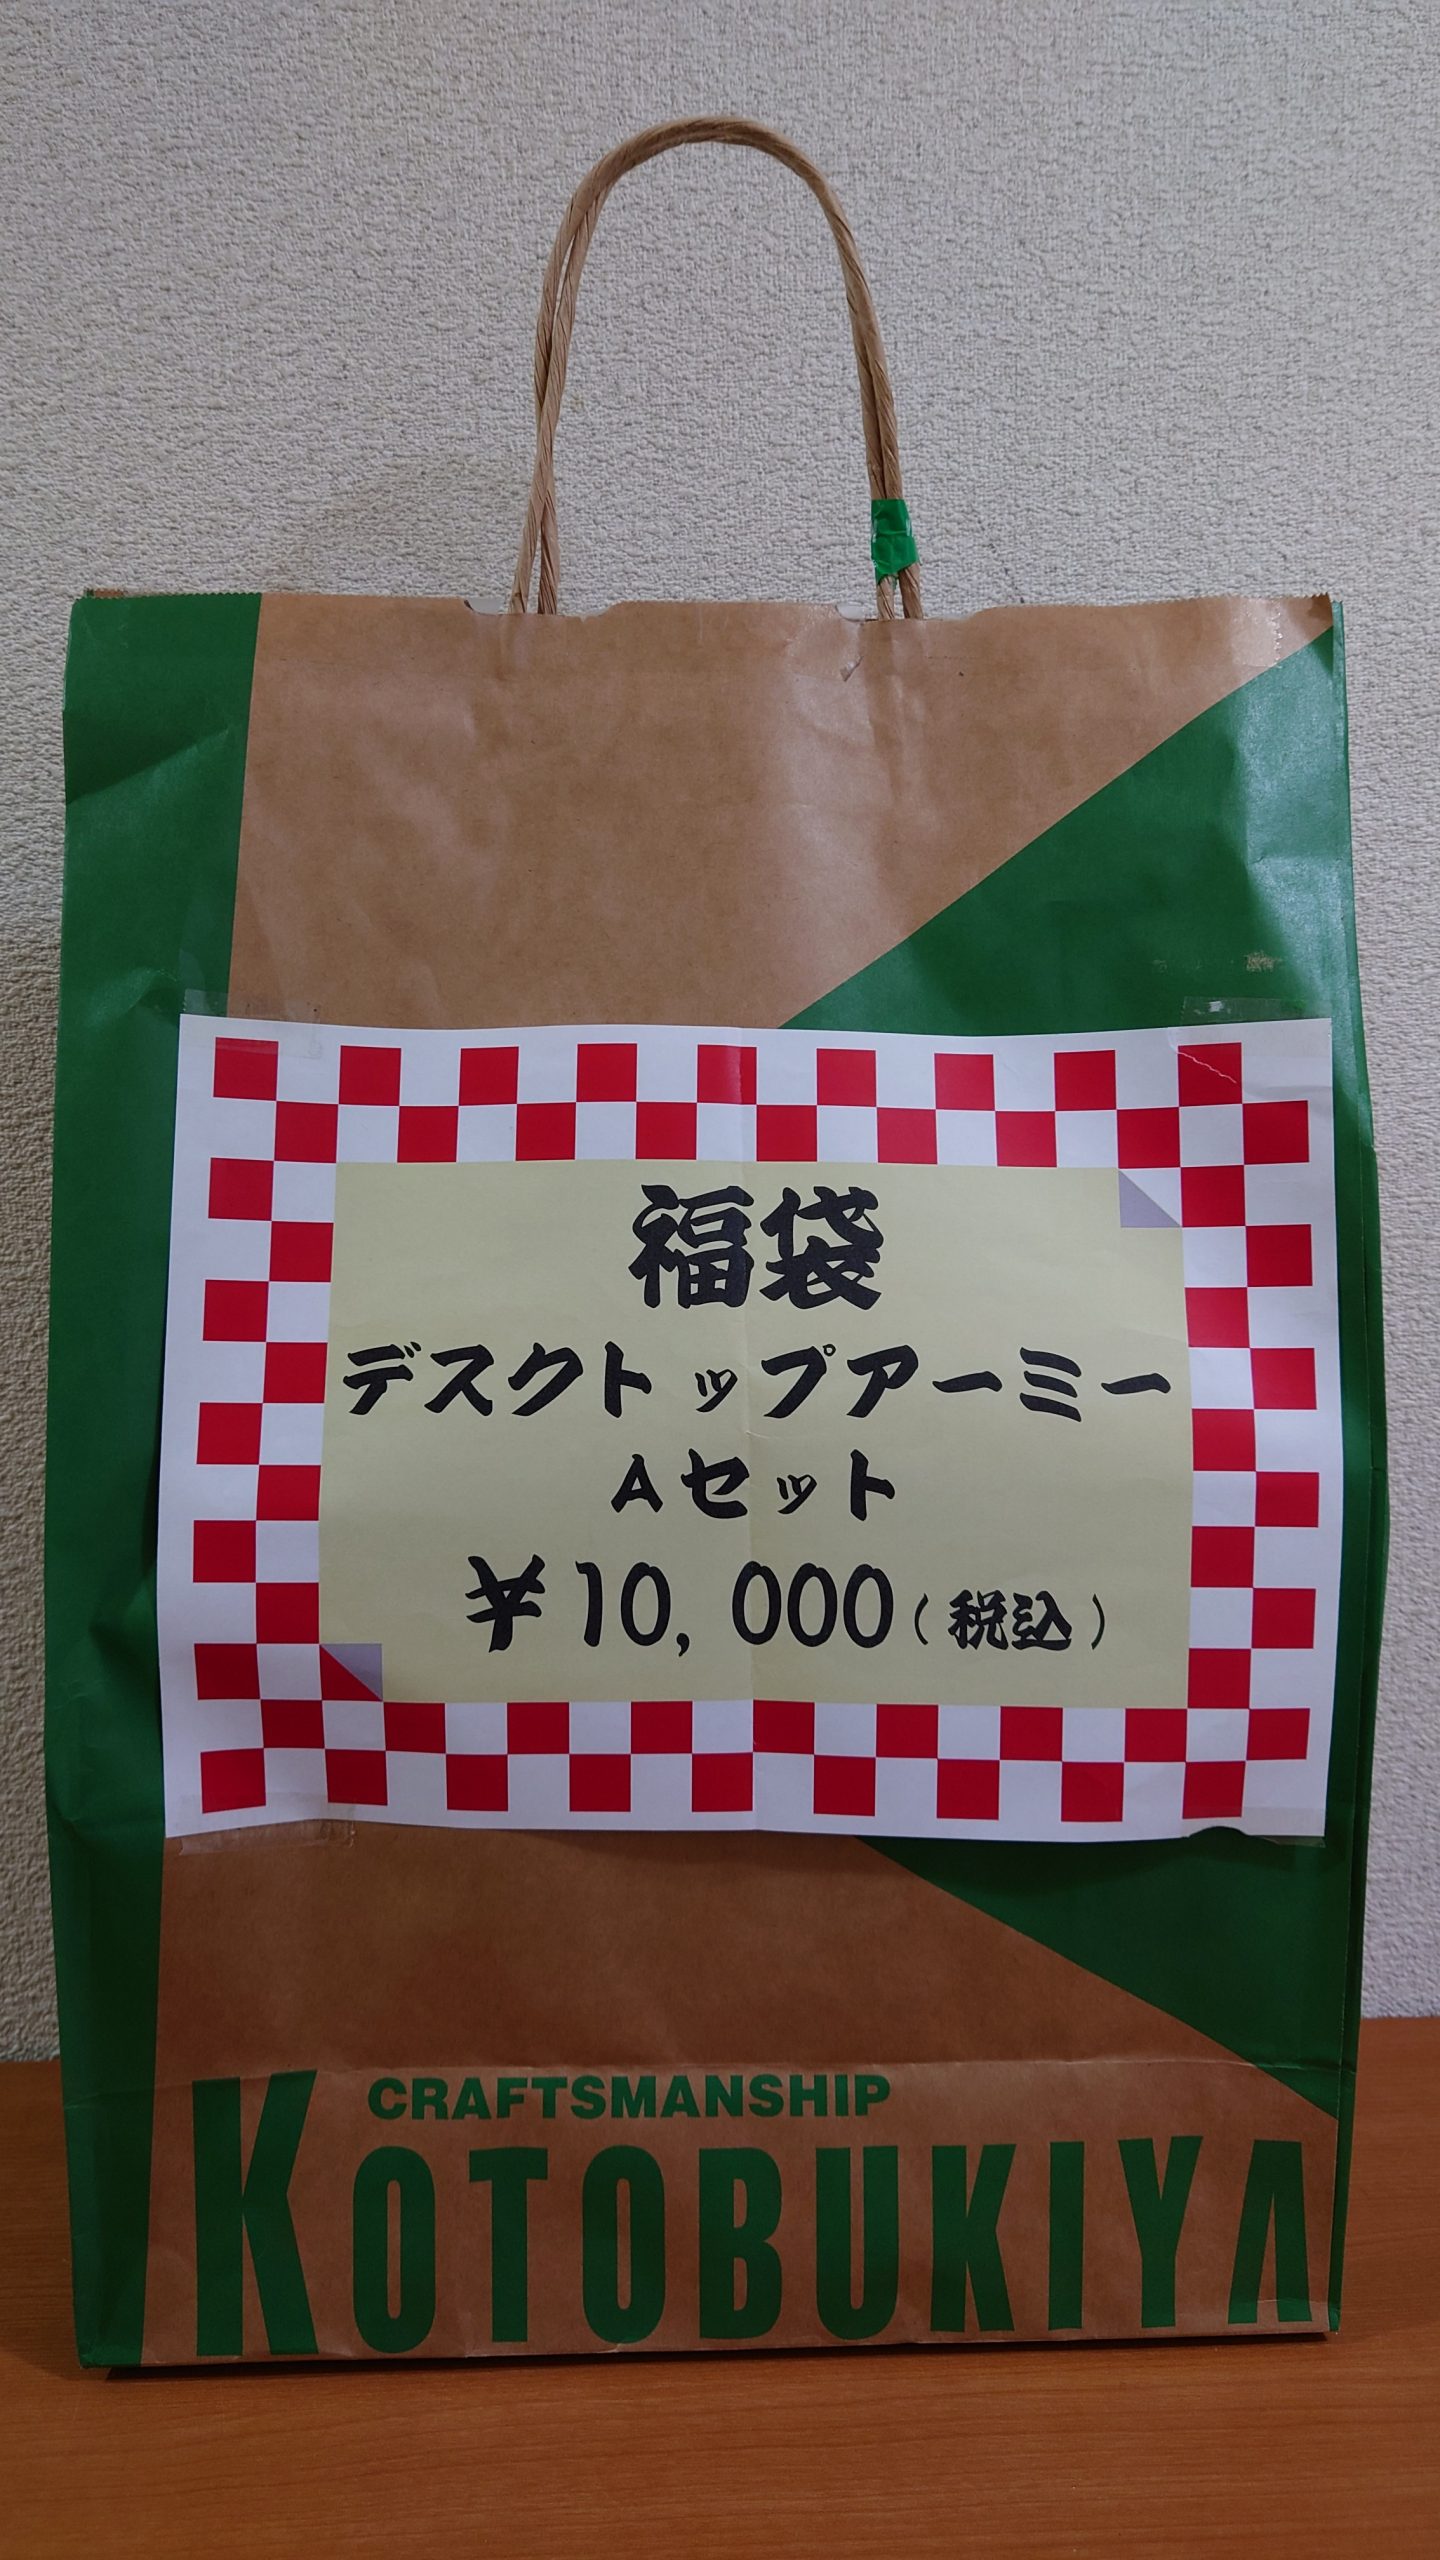 福袋
デスクトップアーミー
Aセット
¥10,000(税込)
CRAFTSMANSHIP
KOTOBUKIYA